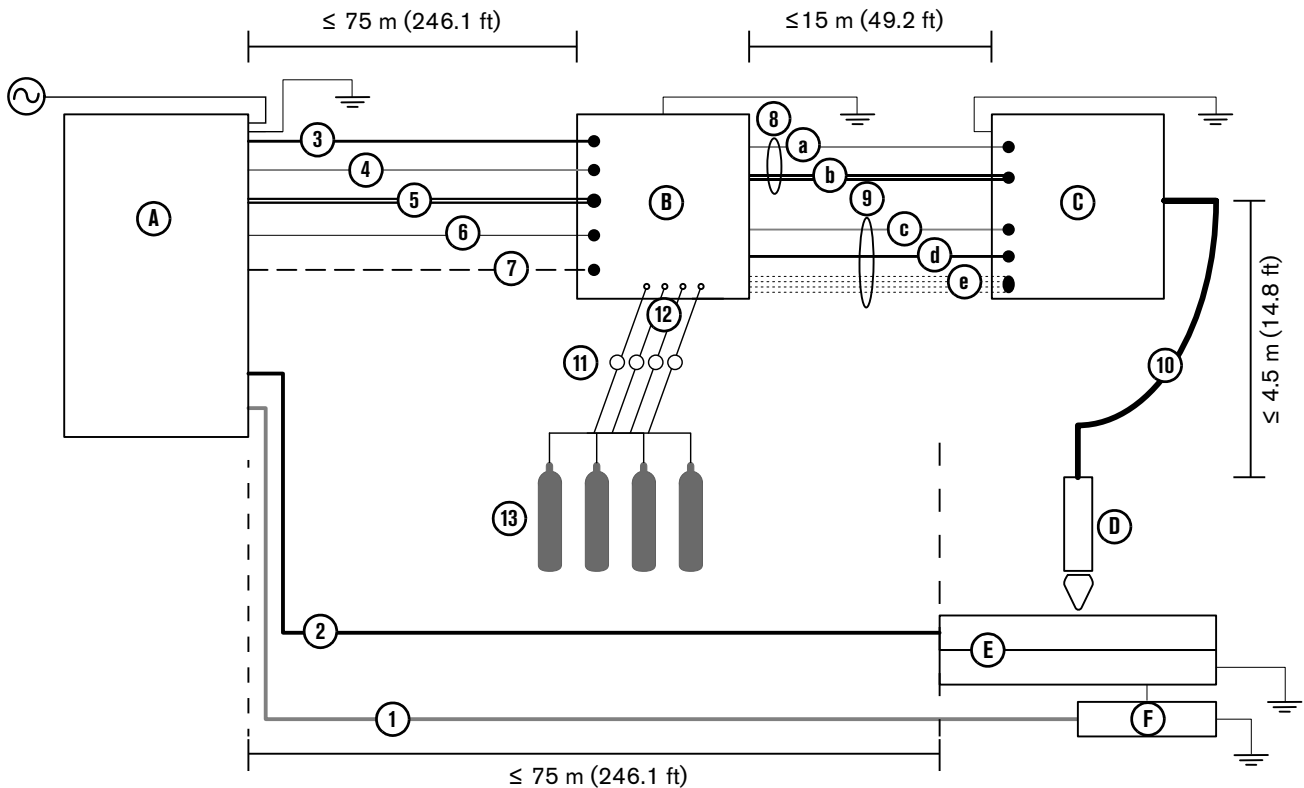 ≤ 75 m (246.1 ft)
≤15 m (49.2 ft)
3
8
a
4
b
5
A
B
9
C
6
c
d
7
e
12
11
10
≤ 4.5 m (14.8 ft)
13
D
2
E
1
F
≤ 75 m (246.1 ft)